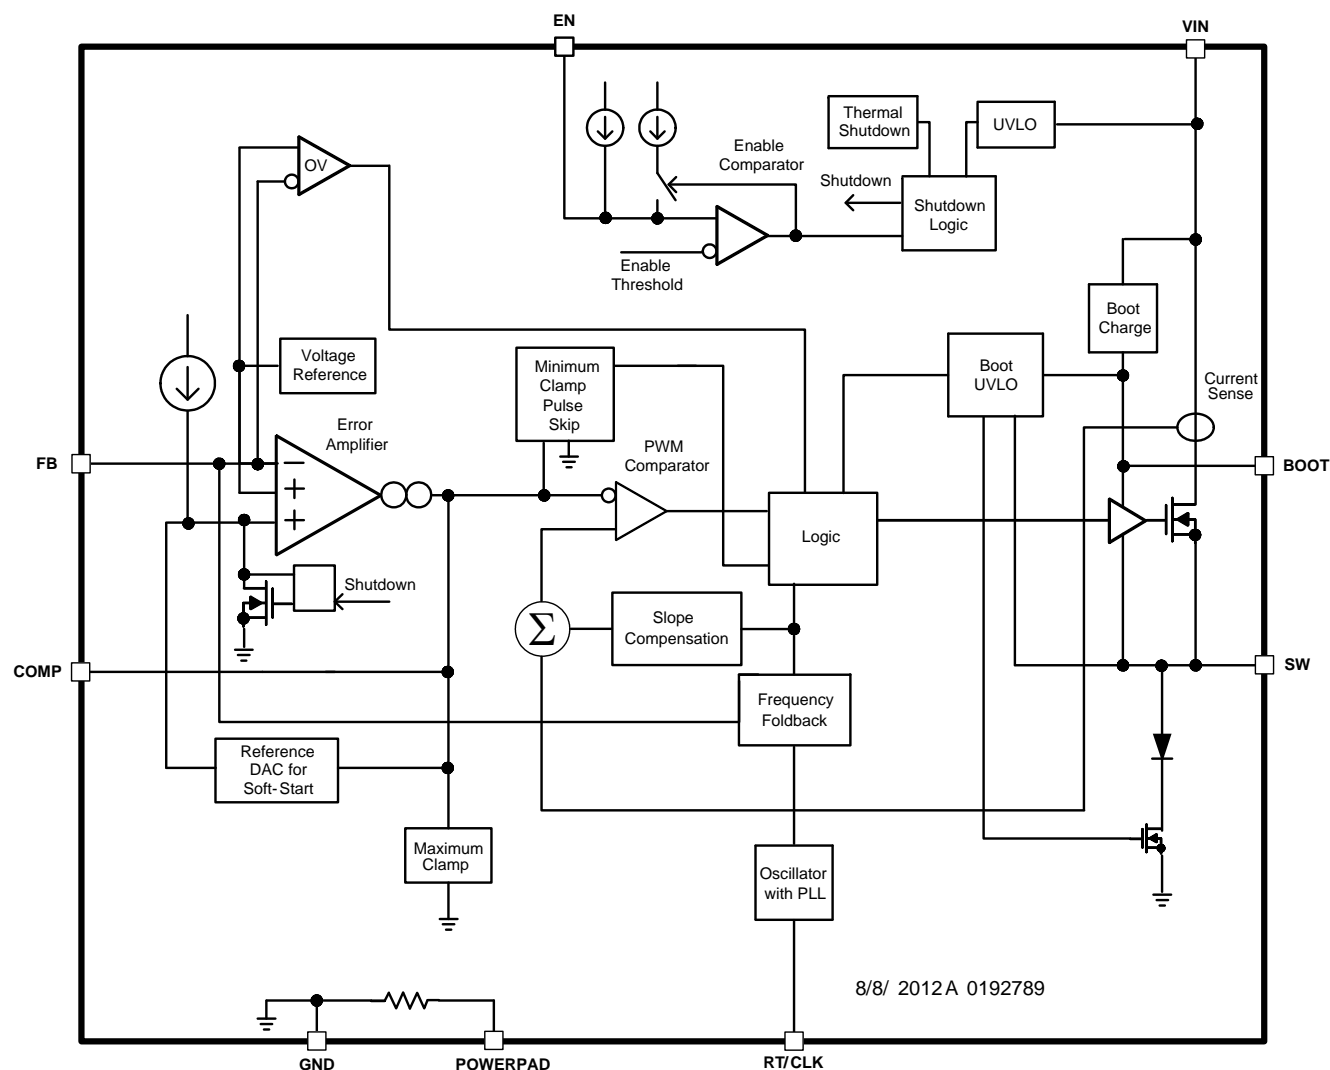 EN
VIN
Thermal
Shutdown
UVLO
Enable
Comparator
OV
Shutdown
Shutdown
Logic
Enable
Threshold
Boot
Charge
Voltage
Reference
Minimum
Clamp
Pulse
Skip
Boot
UVLO
Current
Sense
Error
Amplifier
PWM
Comparator
FB
BOOT
−
+
+
Logic
Shutdown
Σ
Slope
Compensation
COMP
SW
Frequency
Foldback
Reference
DAC for
Soft-Start
Maximum
Clamp
Oscillator
with PLL
8/8/ 2012 A 0192789
GND
POWERPAD
RT/CLK